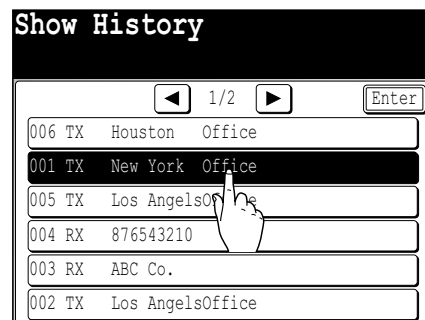 Show History
◀ 1/2 ▶ Enter
006 TX Houston Office
001 TX New York Office
005 TX Los AngelsOffice
004 RX 876543210
003 RX ABC Co.
002 TX Los AngelsOffice